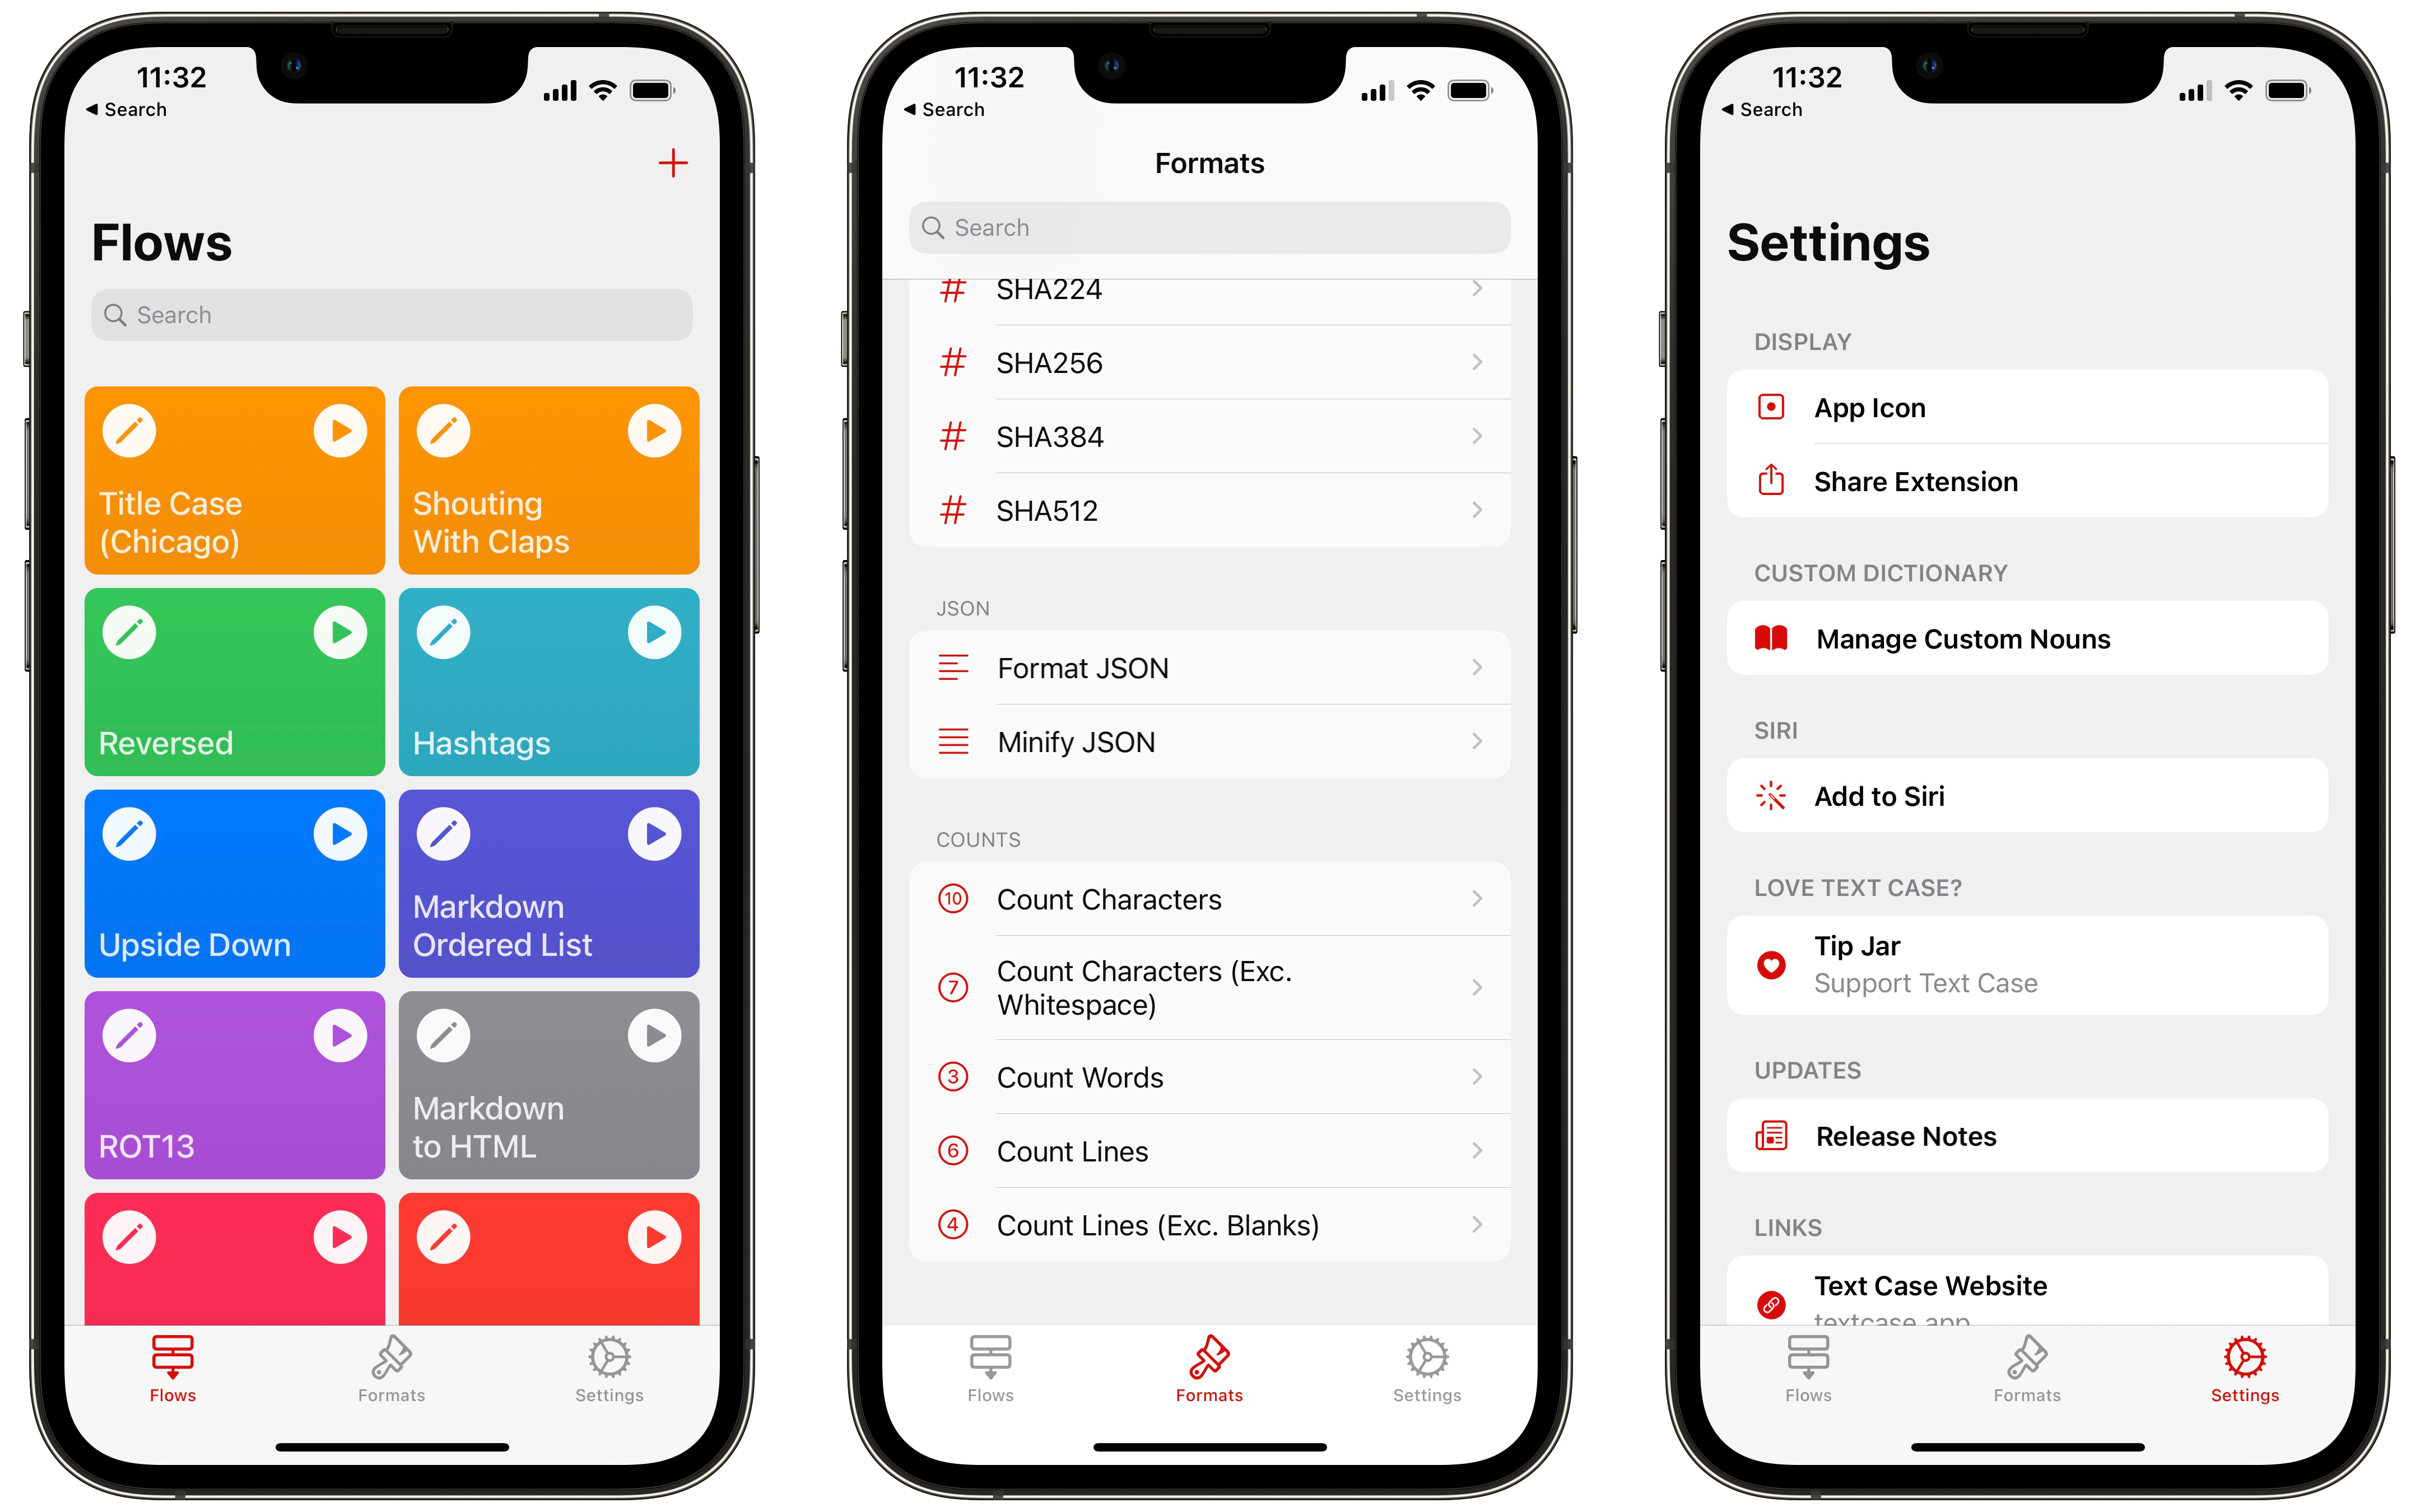 11:32
Search
Flows
Search
Title Case
(Chicago)
Shouting
With Claps
Reversed
Hashtags
Upside Down
Markdown
Ordered List
ROT13
Markdown
to HTML
Flows
Formats
Settings
11:32
Search
Formats
Search
SHA224
SHA256
SHA384
SHA512
JSON
Format JSON
Minify JSON
COUNTS
10
Count Characters
7
Count Characters (Exc.
Whitespace)
3
Count Words
6
Count Lines
4
Count Lines (Exc. Blanks)
Flows
Formats
Settings
11:32
Search
Settings
DISPLAY
App Icon
Share Extension
CUSTOM DICTIONARY
Manage Custom Nouns
SIRI
Add to Siri
LOVE TEXT CASE?
Tip Jar
Support Text Case
UPDATES
Release Notes
LINKS
Text Case Website
textcase.app
Flows
Formats
Settings